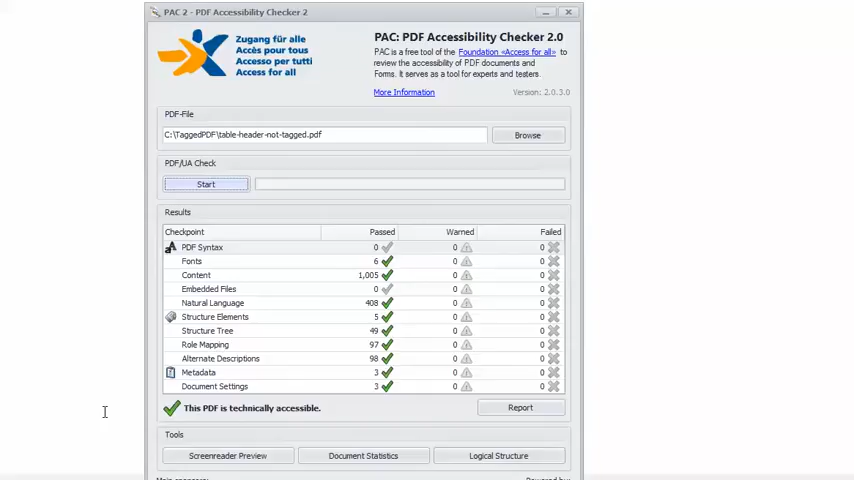 PAC 2 - PDF Accessibility Checker 2
Zugang für alle
Accès pour tous
Accesso per tutti
Access for all
PAC: PDF Accessibility Checker 2.0
PAC is a free tool of the Foundation «Access for all» to
review the accessibility of PDF documents and
Forms. It serves as a tool for experts and testers.
More Information
Version: 2.0.3.0
PDF-File
C:\TaggedPDF\table-header-not-tagged.pdf
Browse
PDF/UA Check
Start
Results
Checkpoint Passed Warned Failed
PDF Syntax 0 0 0
Fonts 6 0 0
Content 1,005 0 0
Embedded Files 0 0 0
Natural Language 408 0 0
Structure Elements 5 0 0
Structure Tree 49 0 0
Role Mapping 97 0 0
Alternate Descriptions 98 0 0
Metadata 3 0 0
Document Settings 3 0 0
This PDF is technically accessible.
Report
Tools
Screenreader Preview
Document Statistics
Logical Structure